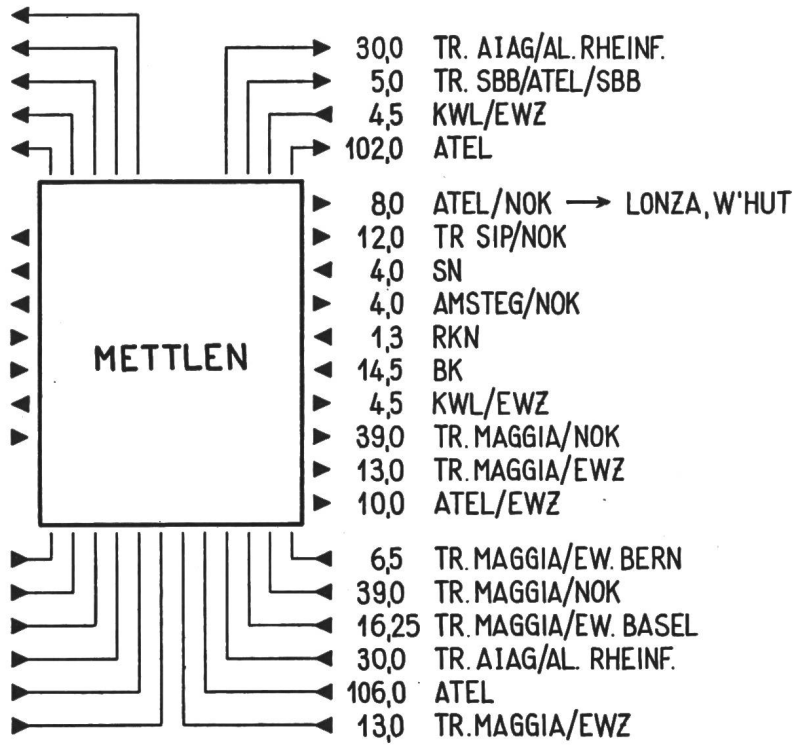 30,0 TR. AIAG/AL. RHEINF.
5,0 TR. SBB/ATEL/SBB
4,5 KWL/EWZ
102,0 ATEL
8,0 ATEL/NOK → LONZA, W'HUT
12,0 TR SIP/NOK
4,0 SN
4,0 AMSTEG/NOK
1,3 RKN
METTLEN
14,5 BK
4,5 KWL/EWZ
39,0 TR. MAGGIA/NOK
13,0 TR. MAGGIA/EWZ
10,0 ATEL/EWZ
6,5 TR. MAGGIA/EW. BERN
39,0 TR. MAGGIA/NOK
16,25 TR. MAGGIA/EW. BASEL
30,0 TR. AIAG/AL. RHEINF.
106,0 ATEL
13,0 TR. MAGGIA/EWZ